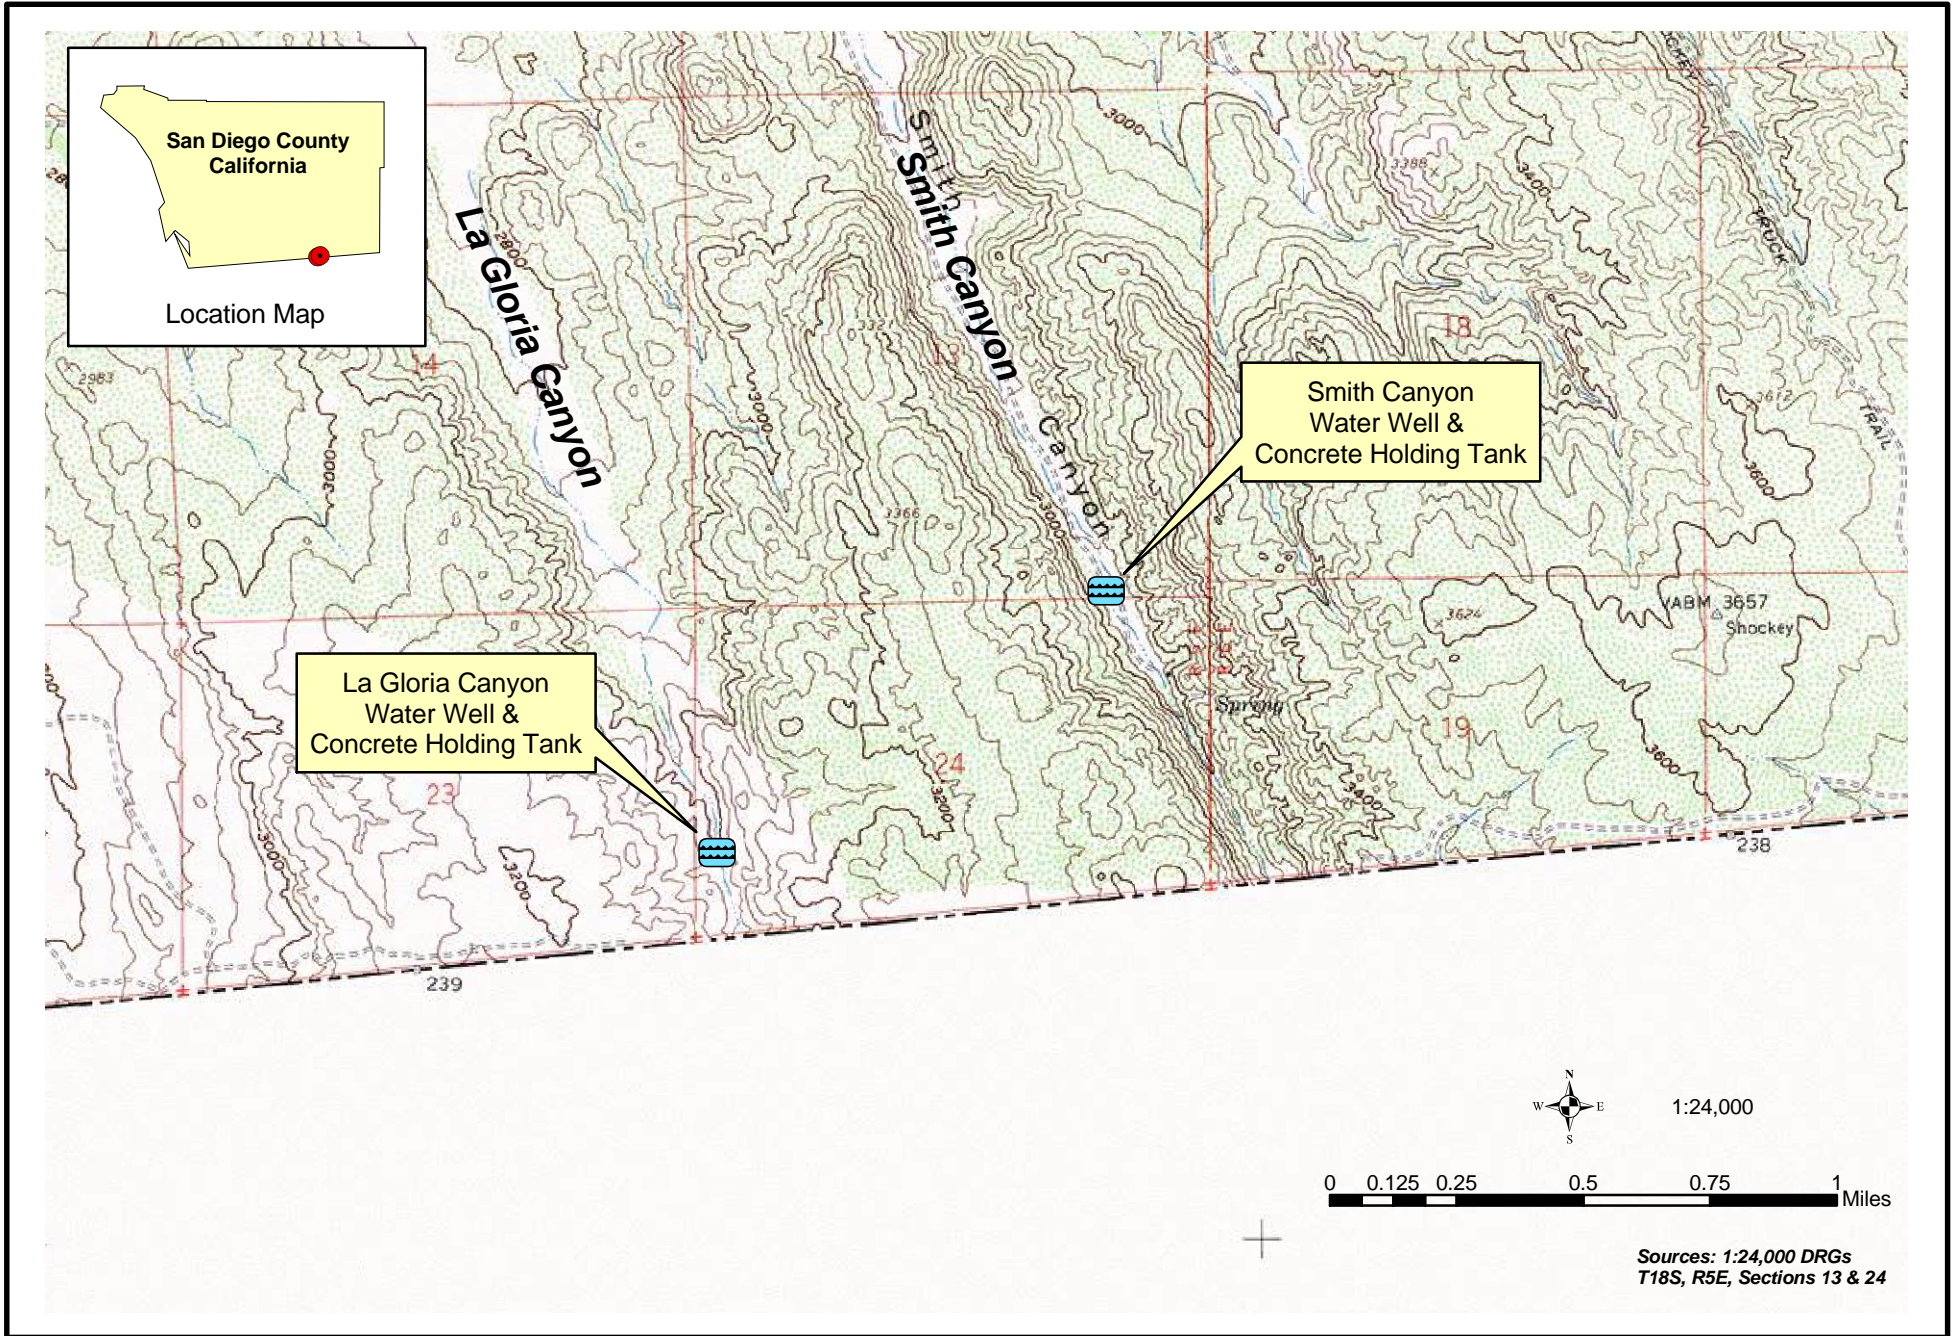 San Diego County
California
Location Map
La Gloria Canyon
Smith Canyon
Smith
Canyon
Smith Canyon
Water Well &
Concrete Holding Tank
La Gloria Canyon
Water Well &
Concrete Holding Tank
TRUCK
TRAIL
2983
2800
3000
3000
3321
3366
3000
3000
3388
3400
3612
3600
3624
VABM 3657
Shockey
Spring
14
13
18
23
24
19
3000
3200
3200
3400
3600
238
239
N
W E
S
1:24,000
0 0.125 0.25 0.5 0.75 1
Miles
Sources: 1:24,000 DRGs
T18S, R5E, Sections 13 & 24